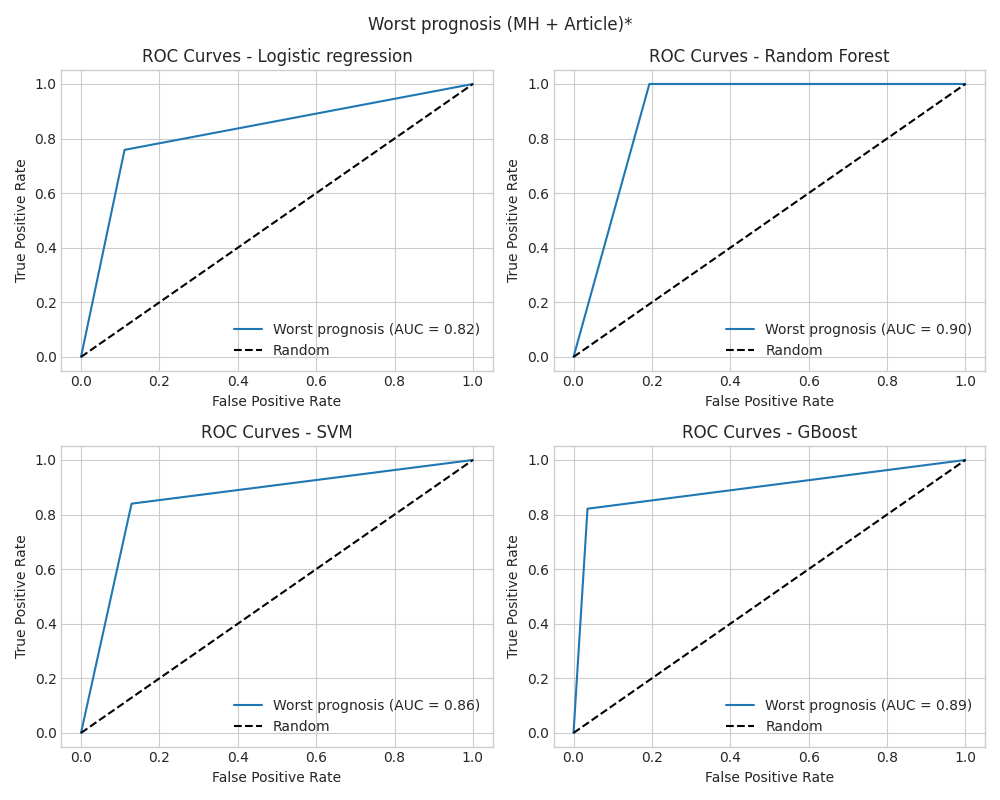 Worst prognosis (MH + Article)*
ROC Curves - Logistic regression
True Positive Rate
1.0
0.8
0.6
0.4
0.2
0.0
Worst prognosis (AUC = 0.82)
Random
0.0 0.2 0.4 0.6 0.8 1.0
False Positive Rate
ROC Curves - Random Forest
True Positive Rate
1.0
0.8
0.6
0.4
0.2
0.0
Worst prognosis (AUC = 0.90)
Random
0.0 0.2 0.4 0.6 0.8 1.0
False Positive Rate
ROC Curves - SVM
True Positive Rate
1.0
0.8
0.6
0.4
0.2
0.0
Worst prognosis (AUC = 0.86)
Random
0.0 0.2 0.4 0.6 0.8 1.0
False Positive Rate
ROC Curves - GBoost
True Positive Rate
1.0
0.8
0.6
0.4
0.2
0.0
Worst prognosis (AUC = 0.89)
Random
0.0 0.2 0.4 0.6 0.8 1.0
False Positive Rate